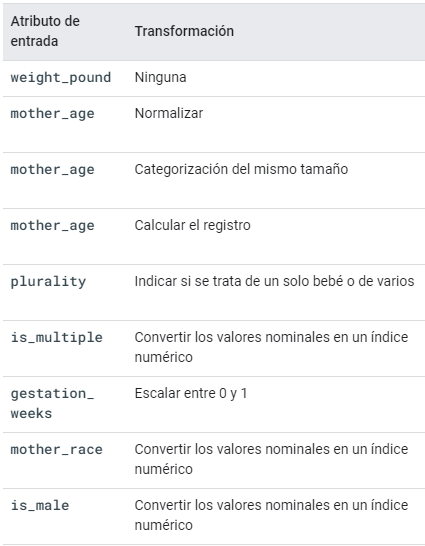 Atributo de
entrada
Transformación
weight_pound Ninguna
mother_age Normalizar
mother_age Categorización del mismo tamaño
mother_age Calcular el registro
plurality Indicar si se trata de un solo bebé o de varios
is_multiple Convertir los valores nominales en un índice
numérico
gestation_
weeks
Escalar entre 0 y 1
mother_race Convertir los valores nominales en un índice
numérico
is_male Convertir los valores nominales en un índice
numérico